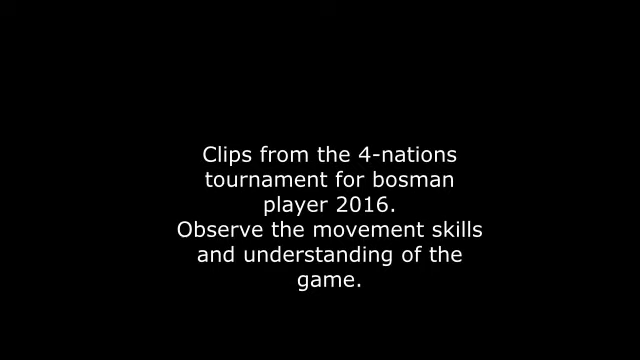 Clips from the 4-nations
tournament for bosman
player 2016.
Observe the movement skills
and understanding of the
game.